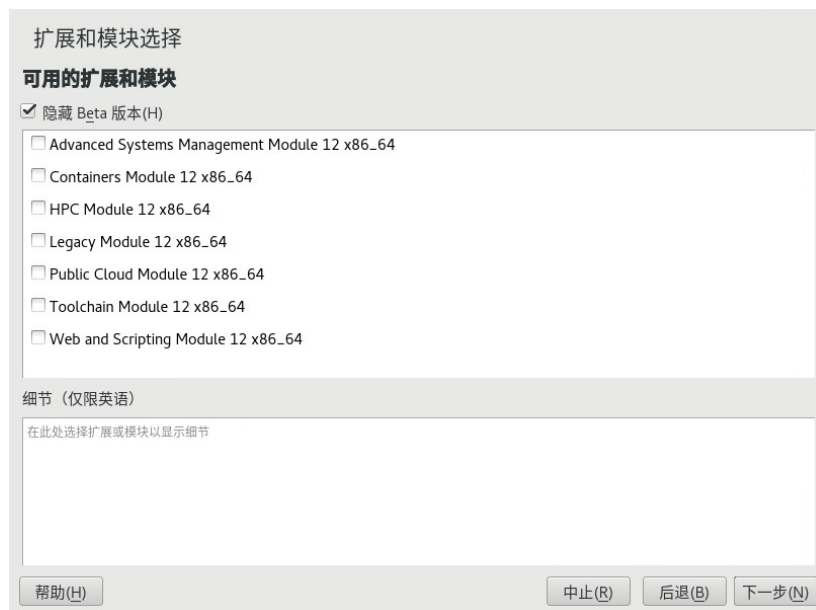 扩展和模块选择
可用的扩展和模块
隐藏 Beta 版本(H)
Advanced Systems Management Module 12 x86_64
Containers Module 12 x86_64
HPC Module 12 x86_64
Legacy Module 12 x86_64
Public Cloud Module 12 x86_64
Toolchain Module 12 x86_64
Web and Scripting Module 12 x86_64
细节（仅限英语）
在此处选择扩展或模块以显示细节
帮助(H) 中止(R) 后退(B) 下一步(N)